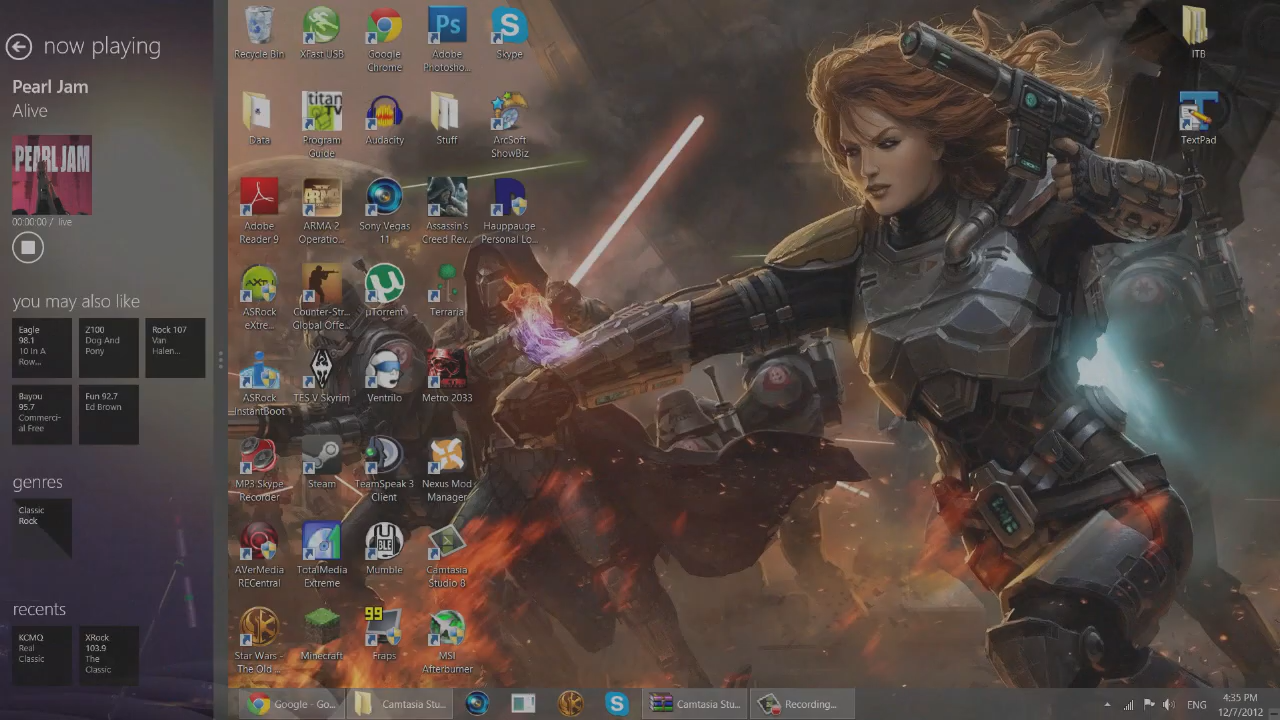 now playing
Pearl Jam
Alive
PEARL JAM
00:00:00 / live
you may also like
Eagle
98.1
10 In A
Row...
Z100
Dog And
Pony
Rock 107
Van
Halen...
Bayou
95.7
Commerci-
al Free
Fun 92.7
Ed Brown
genres
Classic
Rock
recents
KCMQ
Real
Classic
XRock
103.9
The
Classic
Recycle Bin
XFast USB
Google
Chrome
Ps
Adobe
Photosho...
Skype
Data
titan
TV
Program
Guide
Audacity
Stuff
ArcSoft
ShowBiz
Adobe
Reader 9
ARMA 2
Operatio...
Sony Vegas
11
Assassin's
Creed Rev...
Hauppauge
Personal Lo...
ASRock
eXtre...
Counter-Str...
Global Offe...
µTorrent
Terraria
ASRock
InstantBoot
TES V Skyrim
Ventrilo
Metro 2033
MP3 Skype
Recorder
Steam
TeamSpeak 3
Client
Nexus Mod
Manager
AVerMedia
RECentral
TotalMedia
Extreme
Mumble
Camtasia
Studio 8
Star Wars -
The Old ...
Minecraft
99
Fraps
MSI
Afterburner
ITB
TextPad
Google - Go...
Camtasia Stu...
Camtasia Stu...
Recording...
ENG
4:35 PM
12/7/2012